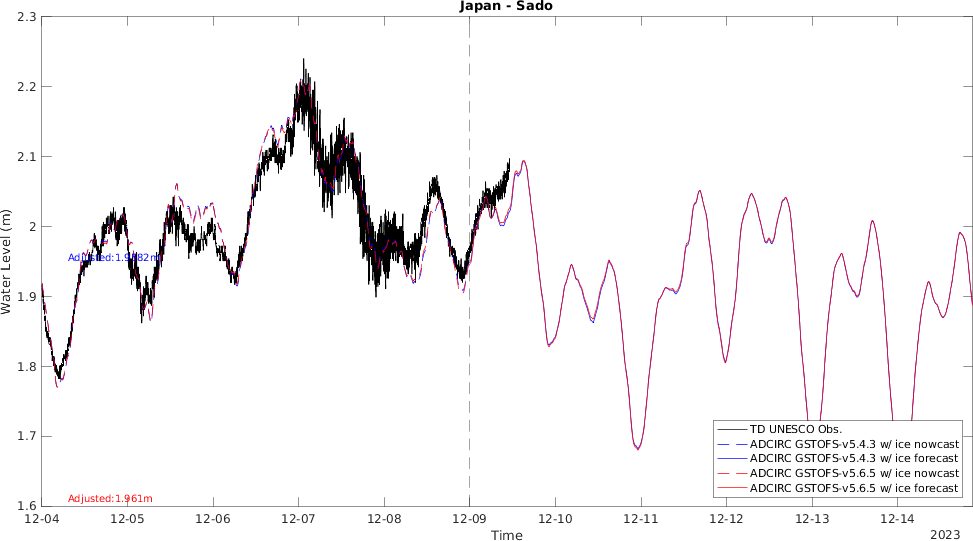 Japan - Sado
2.3
2.2
2.1
2
1.9
1.8
1.7
1.6
Water Level (m)
Adjusted:1.9582m
Adjusted:1.961m
TD UNESCO Obs.
ADCIRC GSTOFS-v5.4.3 w/ ice nowcast
ADCIRC GSTOFS-v5.4.3 w/ ice forecast
ADCIRC GSTOFS-v5.6.5 w/ ice nowcast
ADCIRC GSTOFS-v5.6.5 w/ ice forecast
12-04 12-05 12-06 12-07 12-08 12-09 12-10 12-11 12-12 12-13 12-14
Time
2023